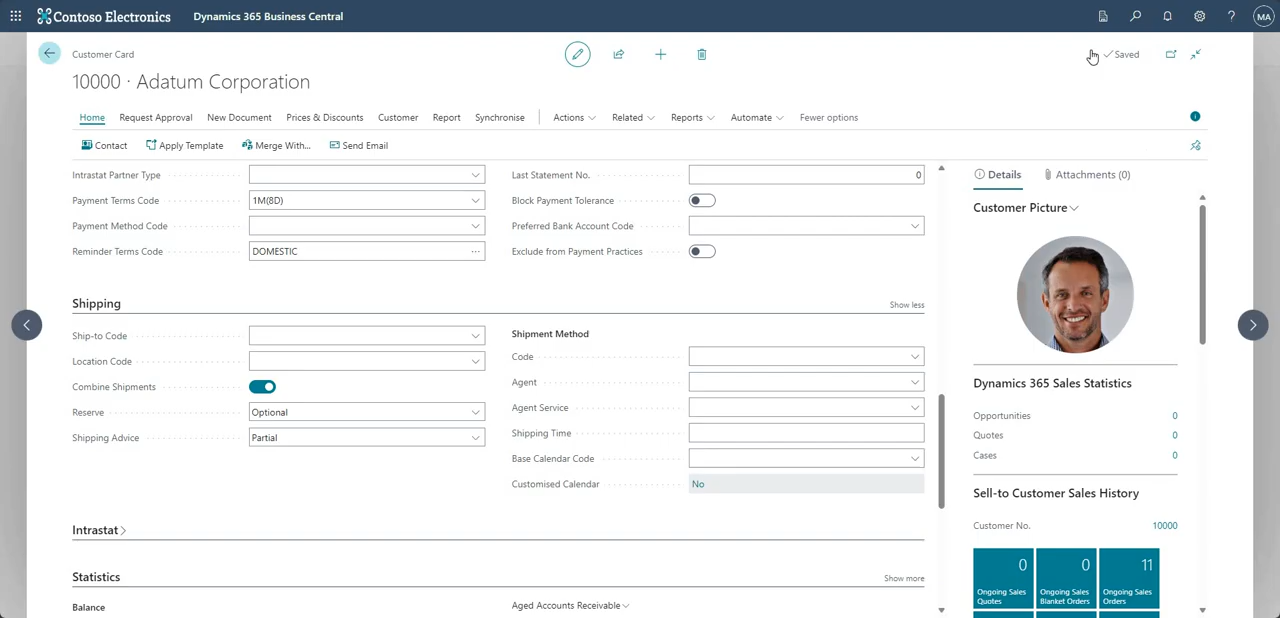 Contoso Electronics Dynamics 365 Business Central MA
Customer Card Saved
10000 · Adatum Corporation
Home Request Approval New Document Prices & Discounts Customer Report Synchronise Actions Related Reports Automate Fewer options
Contact Apply Template Merge With... Send Email
Intrastat Partner Type
Payment Terms Code 1M(8D)
Payment Method Code
Reminder Terms Code DOMESTIC
Last Statement No. 0
Block Payment Tolerance
Preferred Bank Account Code
Exclude from Payment Practices
Shipping Show less
Ship-to Code
Location Code
Combine Shipments
Reserve Optional
Shipping Advice Partial
Shipment Method
Code
Agent
Agent Service
Shipping Time
Base Calendar Code
Customised Calendar No
Intrastat
Statistics Show more
Balance
Aged Accounts Receivable
Details Attachments (0)
Customer Picture
Dynamics 365 Sales Statistics
Opportunities 0
Quotes 0
Cases 0
Sell-to Customer Sales History
Customer No. 10000
0 0 11
Ongoing Sales Ongoing Sales Ongoing Sales
Quotes Blanket Orders Orders